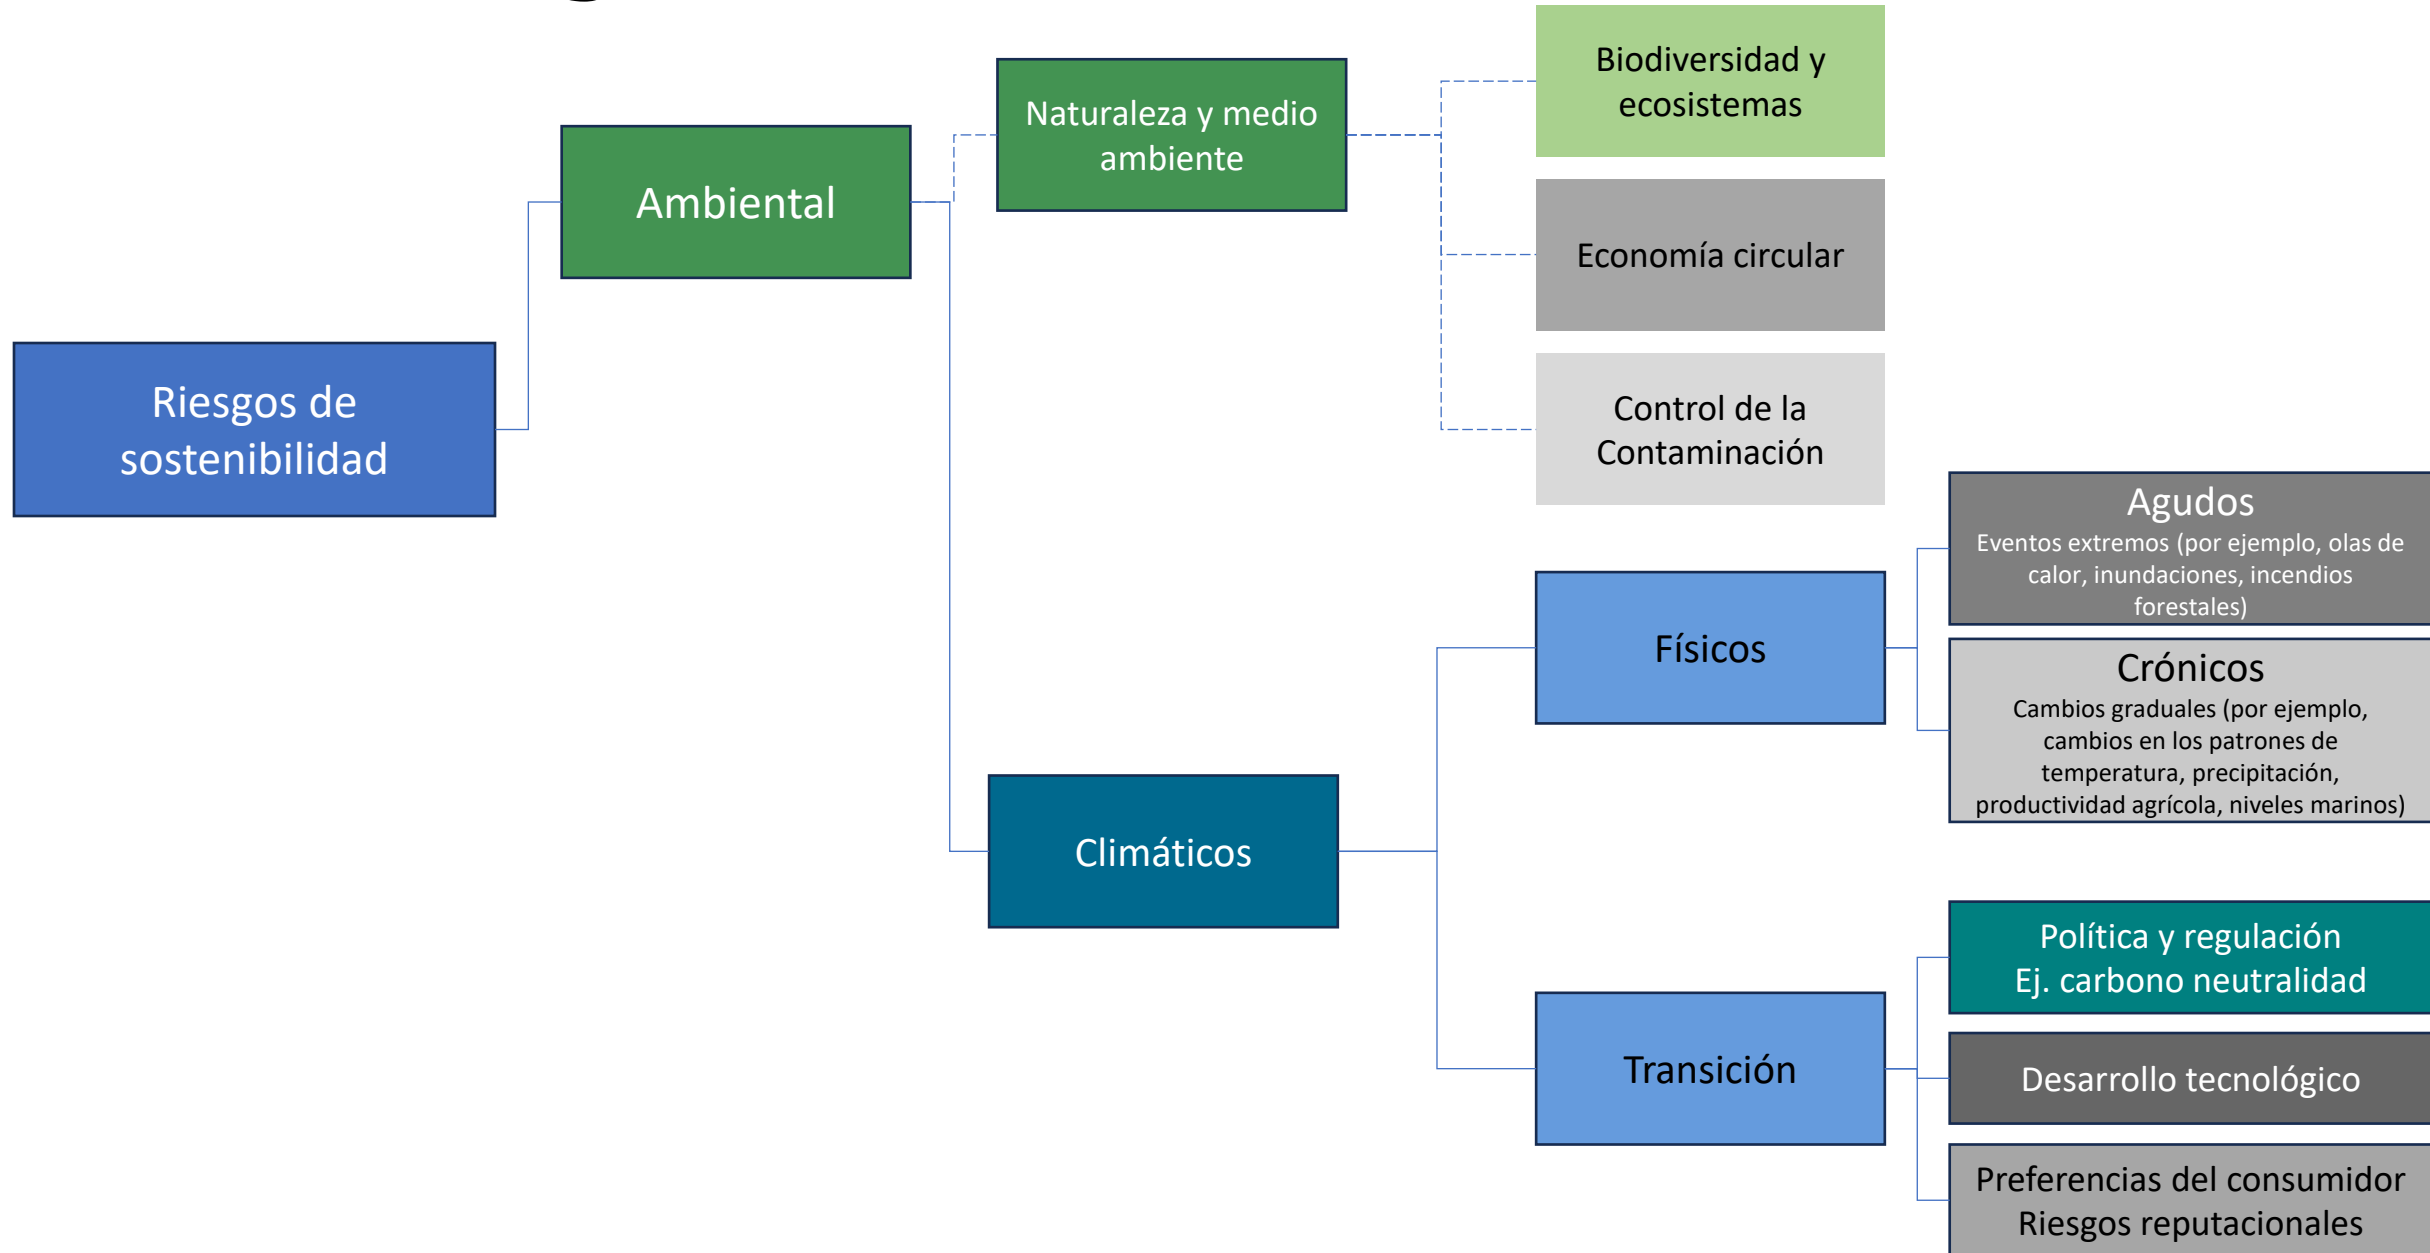 Riesgos de
sostenibilidad
Ambiental
Naturaleza y medio
ambiente
Biodiversidad y
ecosistemas
Economía circular
Control de la
Contaminación
Climáticos
Físicos
Agudos
Eventos extremos (por ejemplo, olas de
calor, inundaciones, incendios
forestales)
Crónicos
Cambios graduales (por ejemplo,
cambios en los patrones de
temperatura, precipitación,
productividad agrícola, niveles marinos)
Transición
Política y regulación
Ej. carbono neutralidad
Desarrollo tecnológico
Preferencias del consumidor
Riesgos reputacionales